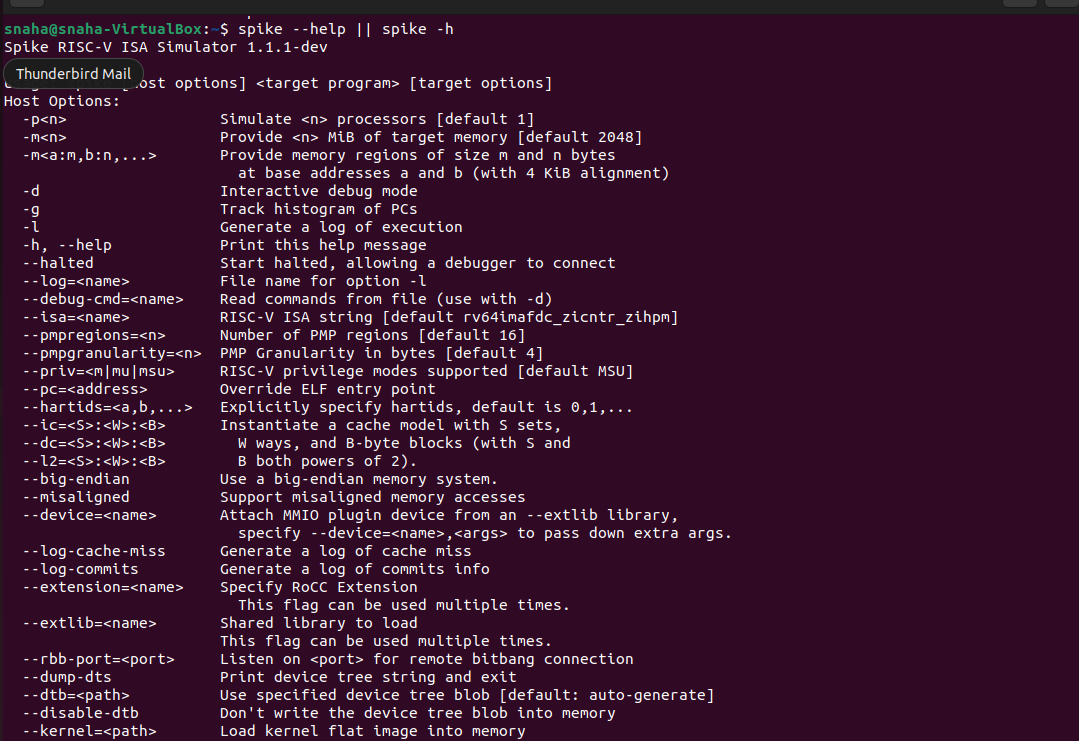 snaha@snaha-VirtualBox:~$ spike --help || spike -h
Spike RISC-V ISA Simulator 1.1.1-dev
Thunderbird Mail
host options] <target program> [target options]
Host Options:
  -p<n>                 Simulate <n> processors [default 1]
  -m<n>                 Provide <n> MiB of target memory [default 2048]
  -m<a:m,b:n,...>       Provide memory regions of size m and n bytes
                          at base addresses a and b (with 4 KiB alignment)
  -d                    Interactive debug mode
  -g                    Track histogram of PCs
  -l                    Generate a log of execution
  -h, --help            Print this help message
  --halted              Start halted, allowing a debugger to connect
  --log=<name>          File name for option -l
  --debug-cmd=<name>    Read commands from file (use with -d)
  --isa=<name>          RISC-V ISA string [default rv64imafdc_zicntr_zihpm]
  --pmpregions=<n>      Number of PMP regions [default 16]
  --pmpgranularity=<n>  PMP Granularity in bytes [default 4]
  --priv=<m|mu|msu>     RISC-V privilege modes supported [default MSU]
  --pc=<address>        Override ELF entry point
  --hartids=<a,b,...>   Explicitly specify hartids, default is 0,1,...
  --ic=<S>:<W>:<B>      Instantiate a cache model with S sets,
  --dc=<S>:<W>:<B>        W ways, and B-byte blocks (with S and
  --l2=<S>:<W>:<B>        B both powers of 2).
  --big-endian          Use a big-endian memory system.
  --misaligned          Support misaligned memory accesses
  --device=<name>       Attach MMIO plugin device from an --extlib library,
                          specify --device=<name>,<args> to pass down extra args.
  --log-cache-miss      Generate a log of cache miss
  --log-commits         Generate a log of commits info
  --extension=<name>    Specify RoCC Extension
                          This flag can be used multiple times.
  --extlib=<name>       Shared library to load
                        This flag can be used multiple times.
  --rbb-port=<port>     Listen on <port> for remote bitbang connection
  --dump-dts            Print device tree string and exit
  --dtb=<path>          Use specified device tree blob [default: auto-generate]
  --disable-dtb         Don't write the device tree blob into memory
  --kernel=<path>       Load kernel flat image into memory